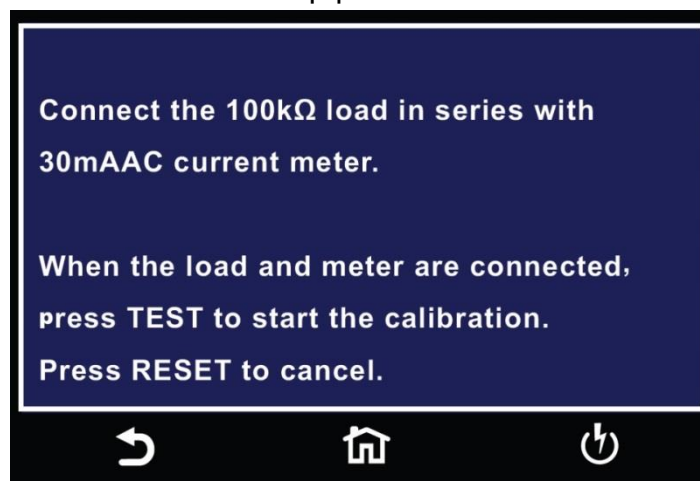 Connect the 100kΩ load in series with
30mAAC current meter.
When the load and meter are connected,
press TEST to start the calibration.
Press RESET to cancel.